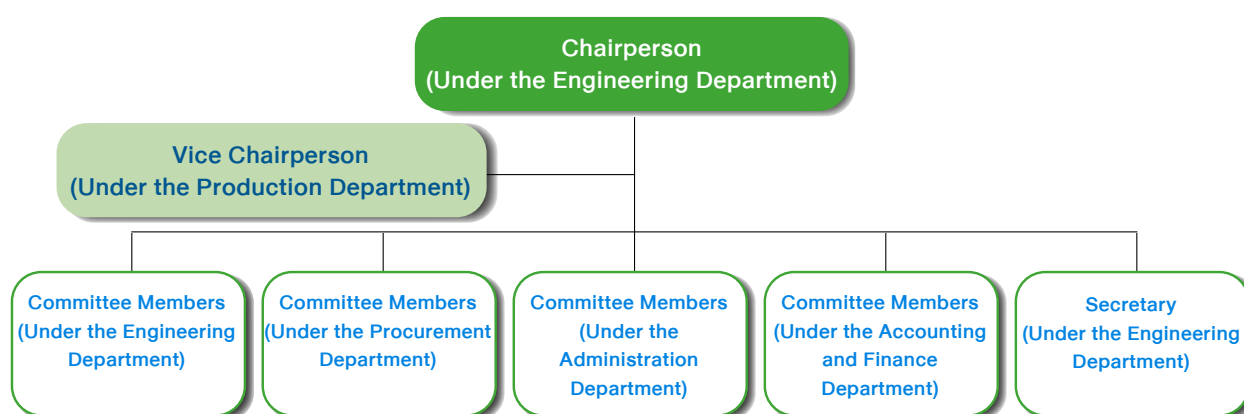 Chairperson
(Under the Engineering Department)
Vice Chairperson
(Under the Production Department)
Committee Members
(Under the Engineering
Department)
Committee Members
(Under the Procurement
Department)
Committee Members
(Under the
Administration
Department)
Committee Members
(Under the Accounting
and Finance
Department)
Secretary
(Under the Engineering
Department)